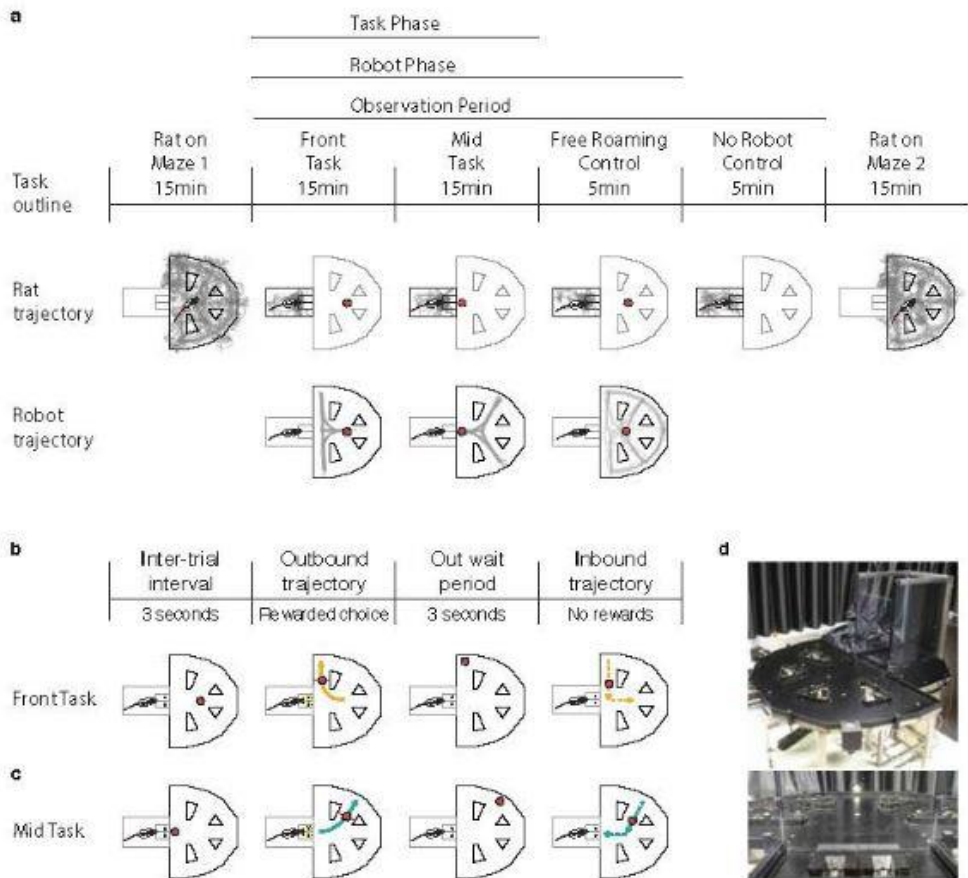 a
Task Phase
Robot Phase
Observation Period
Rat on
Maze 1
15min
Front
Task
15min
Mid
Task
15min
Free Roaming
Control
5min
No Robot
Control
5min
Rat on
Maze 2
15min
Task
outline
Rat
trajectory
Robot
trajectory
b
Inter-trial
interval
Outbound
trajectory
Out wait
period
Inbound
trajectory
3 seconds
Rewarded choice
3 seconds
No rewards
Front Task
c
Mid Task
d